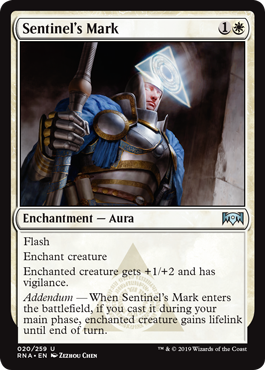 Sentinel's Mark 1
Enchantment — Aura
Flash
Enchant creature
Enchanted creature gets +1/+2 and has
vigilance.
Addendum — When Sentinel's Mark enters
the battlefield, if you cast it during your
main phase, enchanted creature gains lifelink
until end of turn.
020/259 U
RNA • EN ZEZHOU CHEN
™ & © 2019 Wizards of the Coast